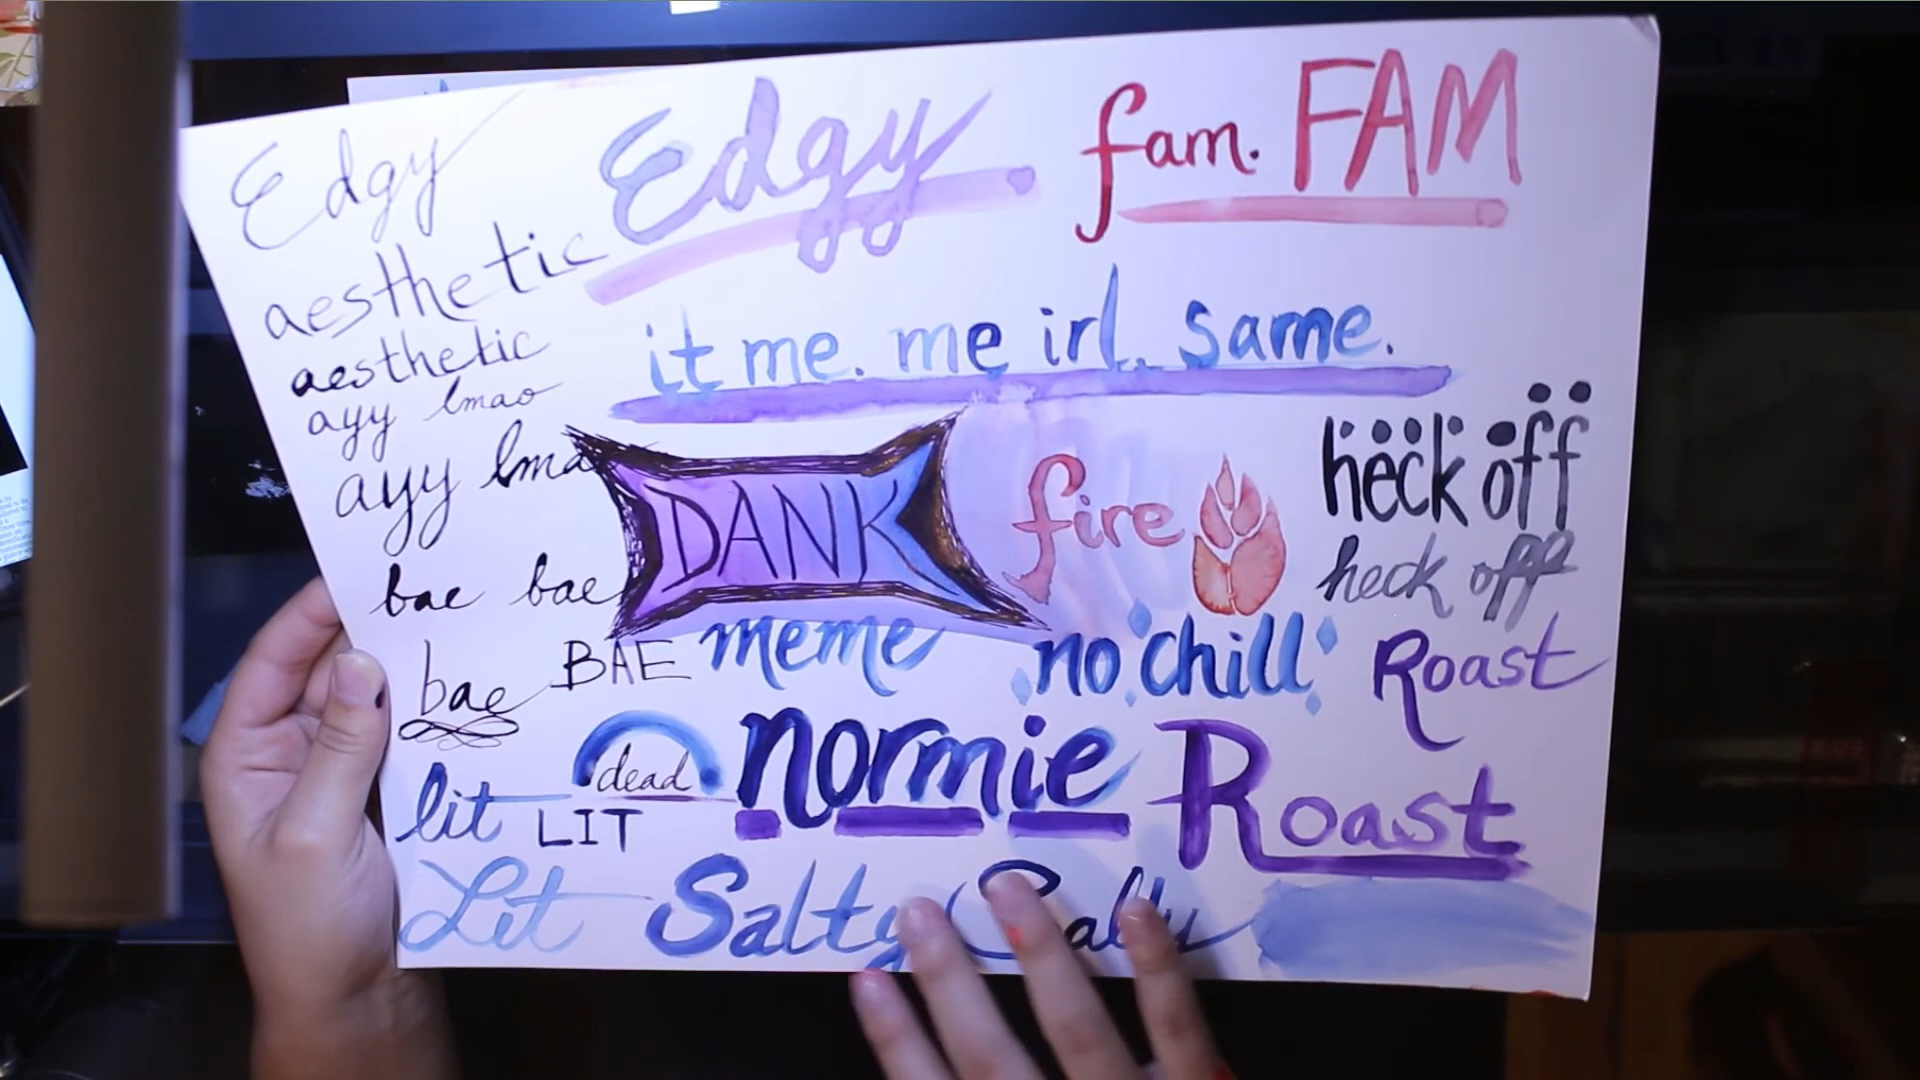 Edgy Edgy fam. FAM
aesthetic
aesthetic
it me. me irl. same.
ayy lmao
ayy lma
DANK
fire
heck off
heck off
bae bae
bae BAE
meme
no chill
Roast
dead
normie
Roast
lit LIT
Lit Salty Salty